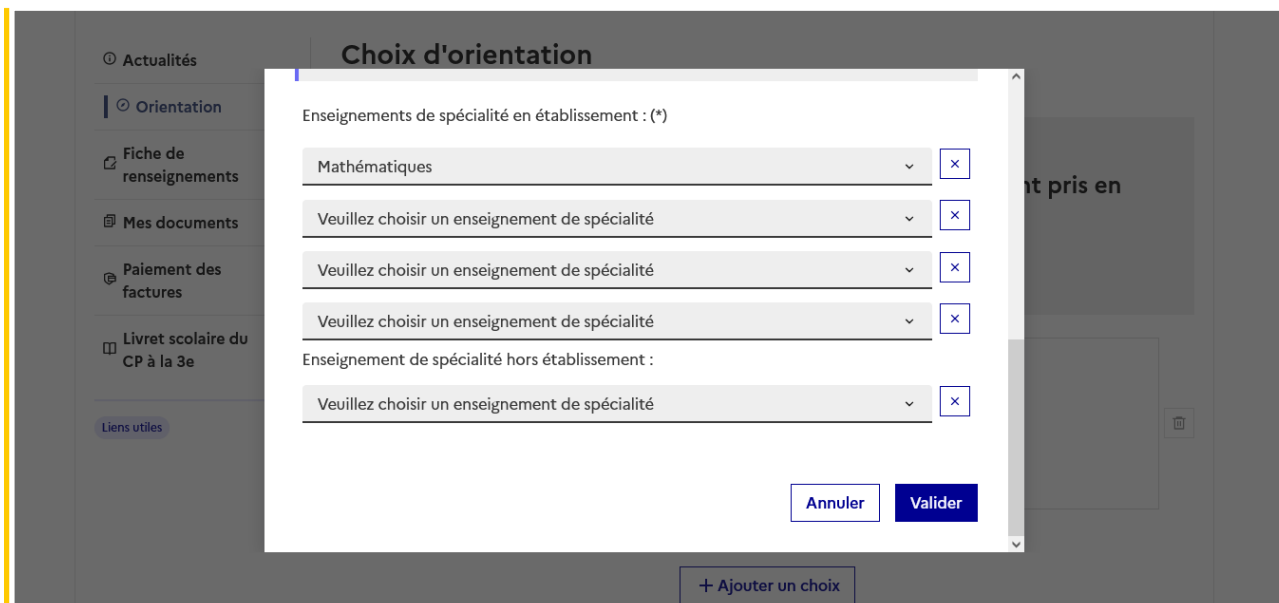 Choix d'orientation
Actualités
Orientation
Fiche de
renseignements
Mes documents
Paiement des
factures
Livret scolaire du
CP à la 3e
Liens utiles
Enseignements de spécialité en établissement : (*)
Mathématiques
Veuillez choisir un enseignement de spécialité
Veuillez choisir un enseignement de spécialité
Veuillez choisir un enseignement de spécialité
Enseignement de spécialité hors établissement :
Veuillez choisir un enseignement de spécialité
Annuler
Valider
pris en
+ Ajouter un choix